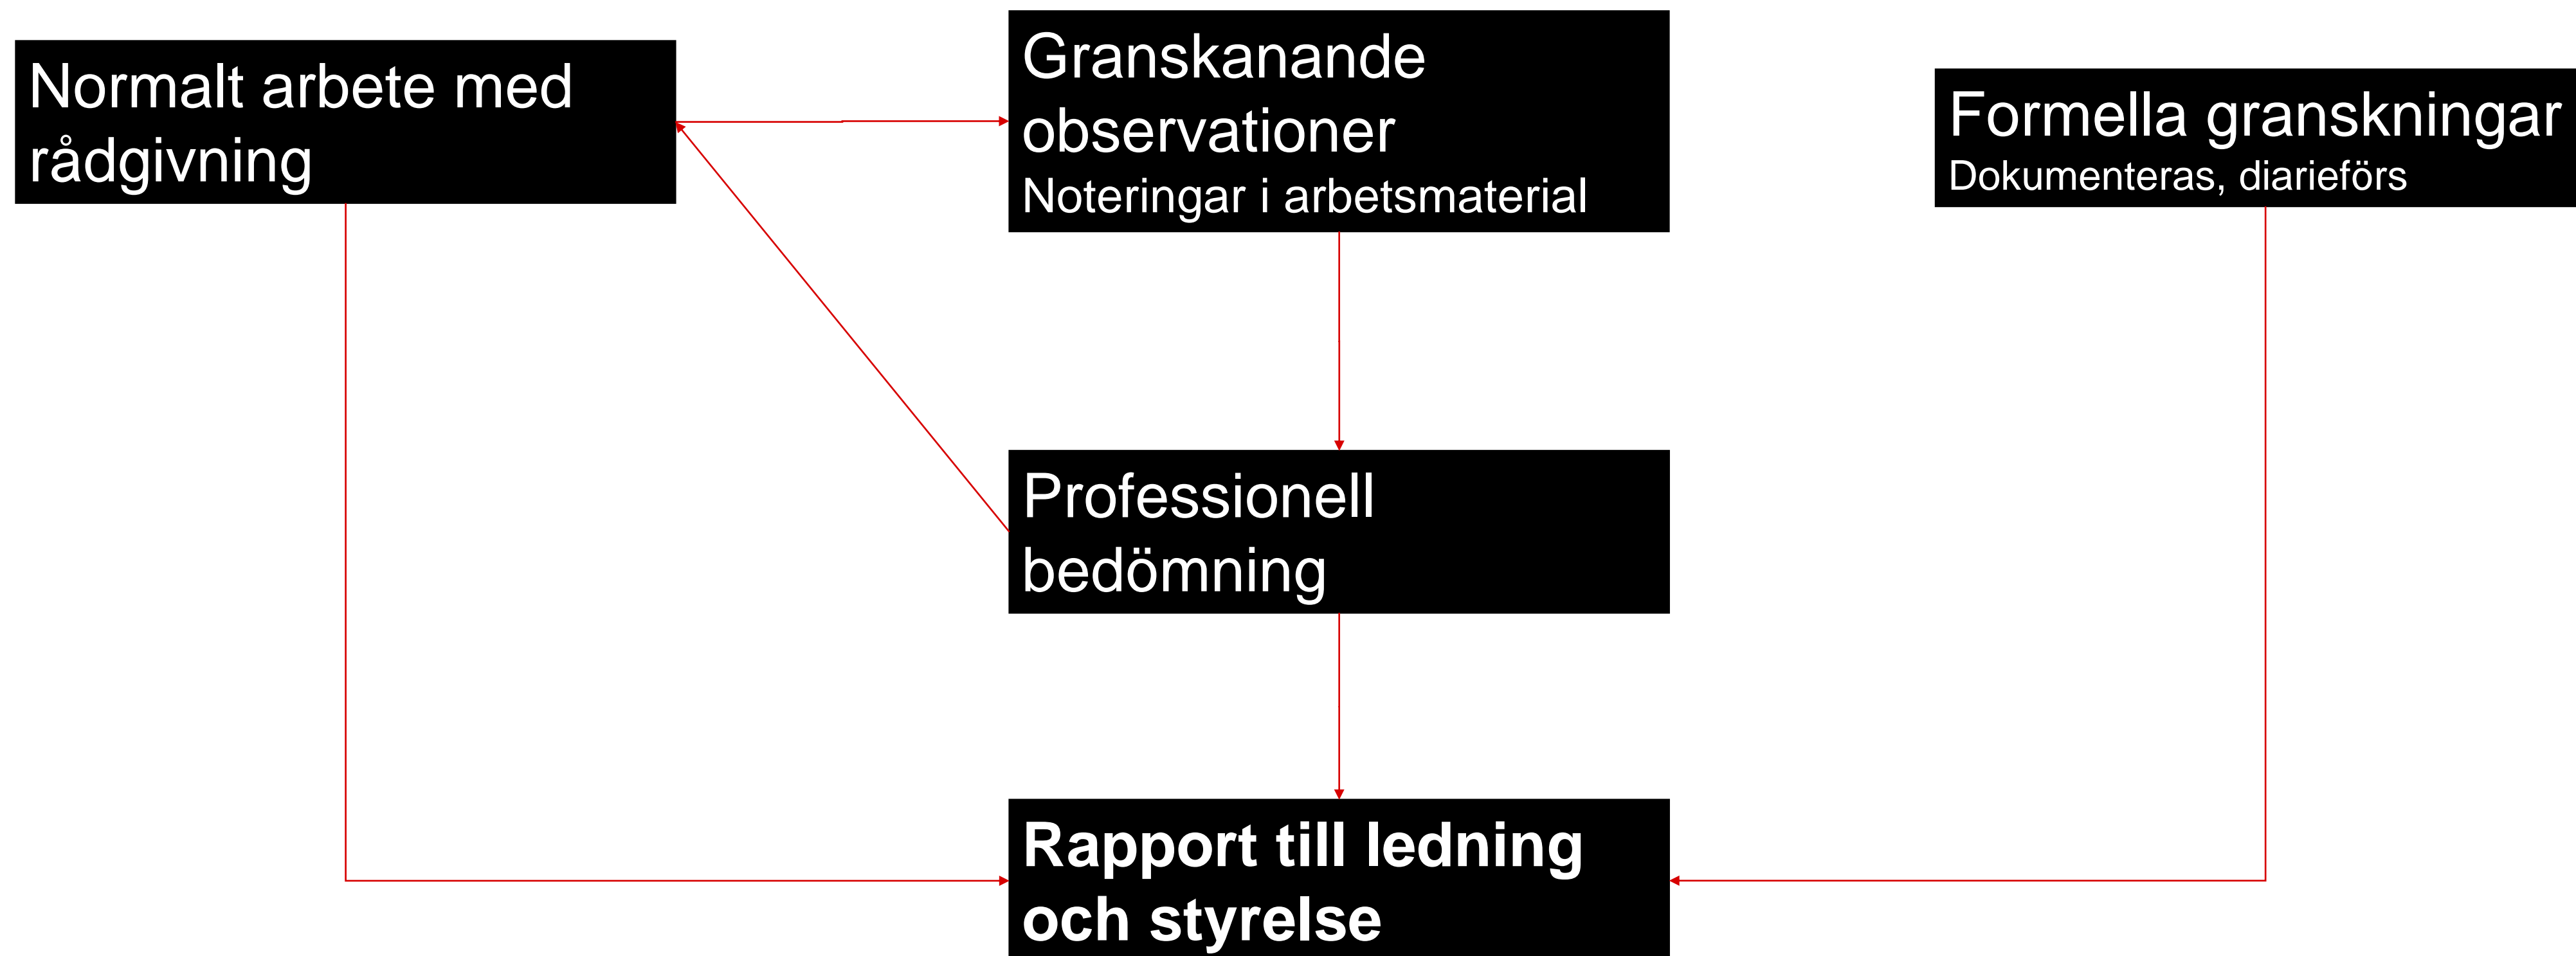 Normalt arbete med
rådgivning
Granskanande
observationer
Noteringar i arbetsmaterial
Formella granskningar
Dokumenteras, diarieförs
Professionell
bedömning
Rapport till ledning
och styrelse